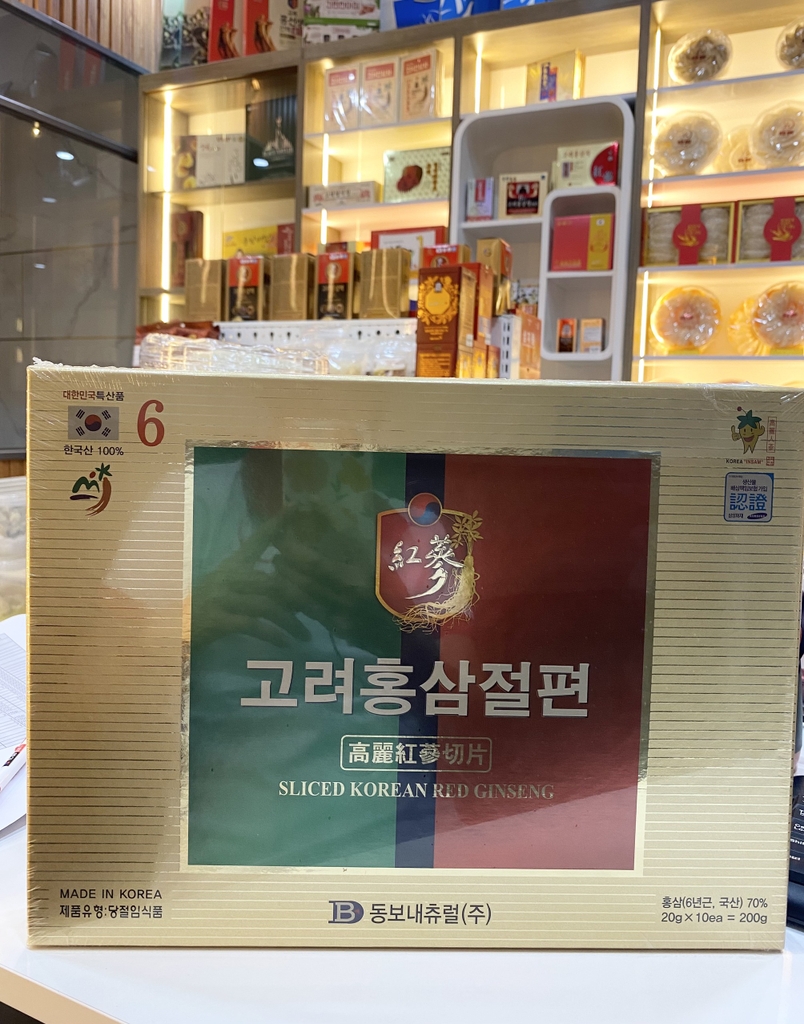 대한민국특산품
6
한국산 100%
KOREA "INSAM"
認證
紅蔘
고려홍삼절편
高麗紅蔘切片
SLICED KOREAN RED GINSENG
MADE IN KOREA
제품유형:당절임식품
B 동보내츄럴(주)
홍삼(6년근, 국산) 70%
20g×10ea = 200g